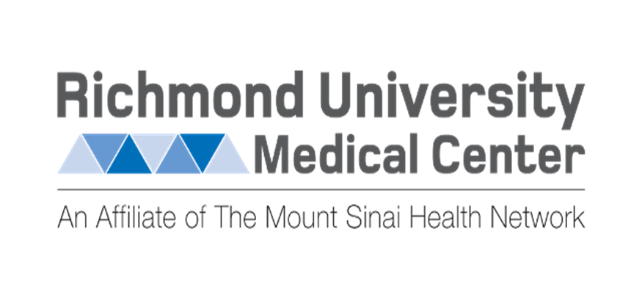 Richmond University
Medical Center
An Affiliate of The Mount Sinai Health Network